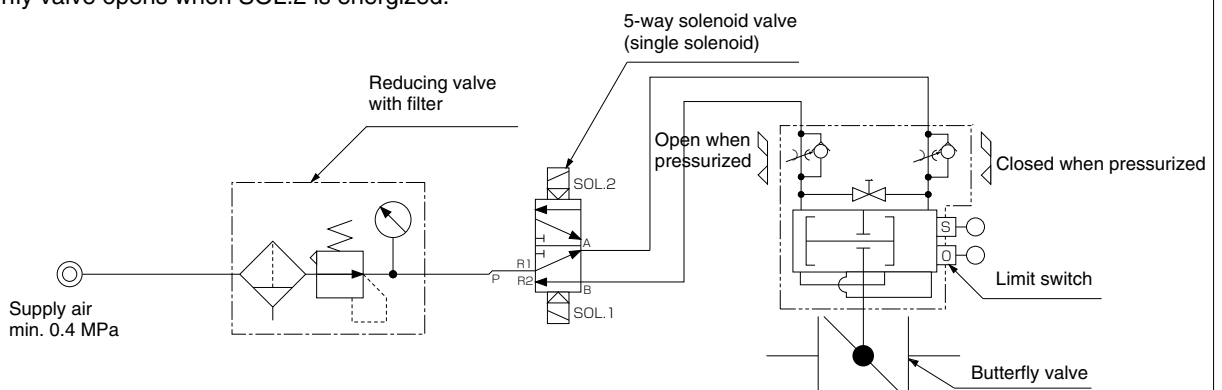 fly valve opens when SOL.2 is energized.
5-way solenoid valve
(single solenoid)
Reducing valve
with filter
Open when
pressurized
Closed when pressurized
SOL.2
A
R1
P
R2
B
SOL.1
S
O
Limit switch
Supply air
min. 0.4 MPa
Butterfly valve